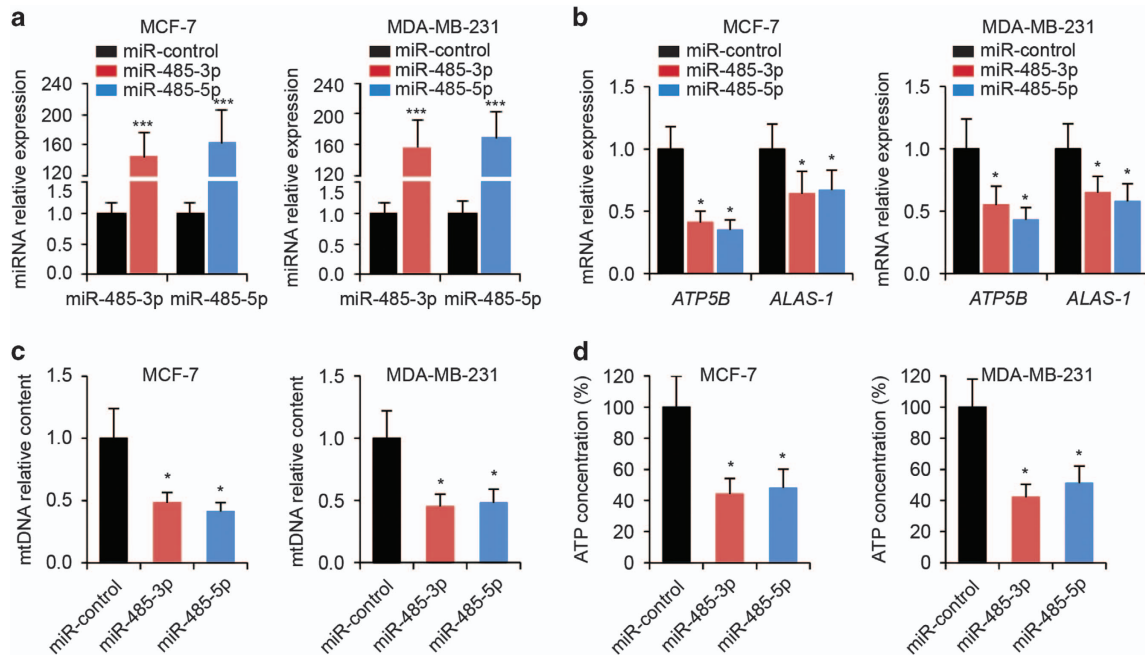 a
MCF-7
miR-control
miR-485-3p
miR-485-5p
miRNA relative expression
240
200
160
120
1.5
1.0
0.5
0.0
***
***
miR-485-3p miR-485-5p
MDA-MB-231
miR-control
miR-485-3p
miR-485-5p
miRNA relative expression
240
200
160
120
1.5
1.0
0.5
0.0
***
***
miR-485-3p miR-485-5p
b
MCF-7
miR-control
miR-485-3p
miR-485-5p
mRNA relative expression
1.5
1.0
0.5
0.0
* * * *
ATP5B ALAS-1
MDA-MB-231
miR-control
miR-485-3p
miR-485-5p
mRNA relative expression
1.5
1.0
0.5
0.0
* * * *
ATP5B ALAS-1
c
MCF-7
mtDNA relative content
1.5
1.0
0.5
0.0
* *
miR-control
miR-485-3p
miR-485-5p
MDA-MB-231
mtDNA relative content
1.5
1.0
0.5
0.0
* *
miR-control
miR-485-3p
miR-485-5p
d
MCF-7
ATP concentration (%)
120
100
80
60
40
20
0
* *
miR-control
miR-485-3p
miR-485-5p
MDA-MB-231
ATP concentration (%)
120
100
80
60
40
20
0
* *
miR-control
miR-485-3p
miR-485-5p